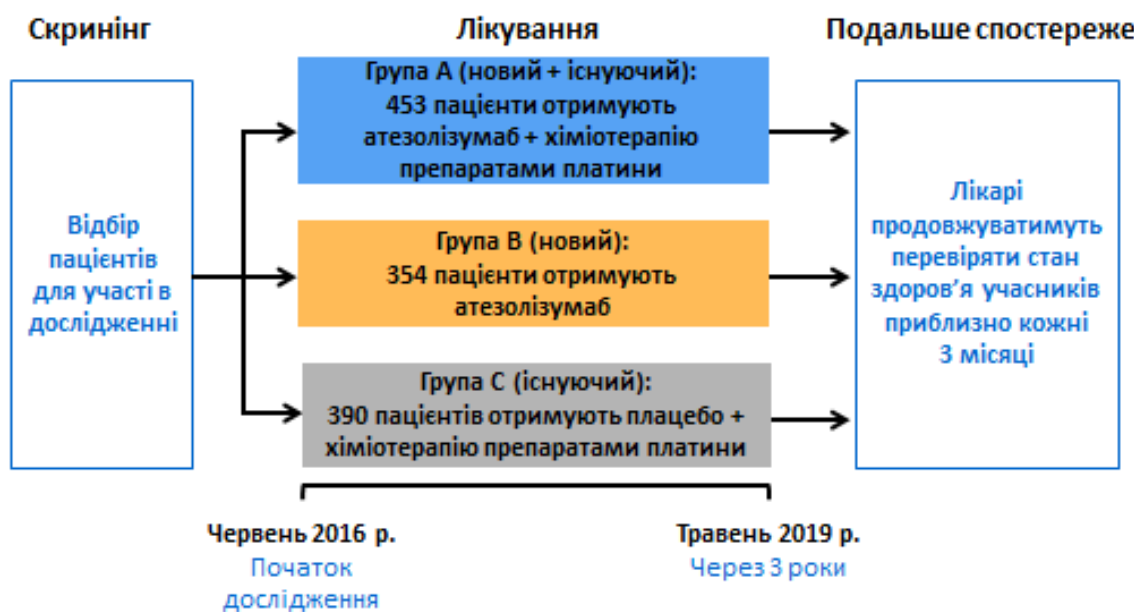 Скринінг
Лікування
Подальше спостереже
Відбір
пацієнтів
для участі в
дослідженні
Група A (новий + існуючий):
453 пацієнти отримують
атезолізумаб + хіміотерапію
препаратами платини
Група B (новий):
354 пацієнти отримують
атезолізумаб
Група C (існуючий):
390 пацієнтів отримують плацебо +
хіміотерапію препаратами платини
Лікарі
продовжуватимуть
перевіряти стан
здоров’я учасників
приблизно кожні
3 місяці
Червень 2016 р.
Початок
дослідження
Травень 2019 р.
Через 3 роки